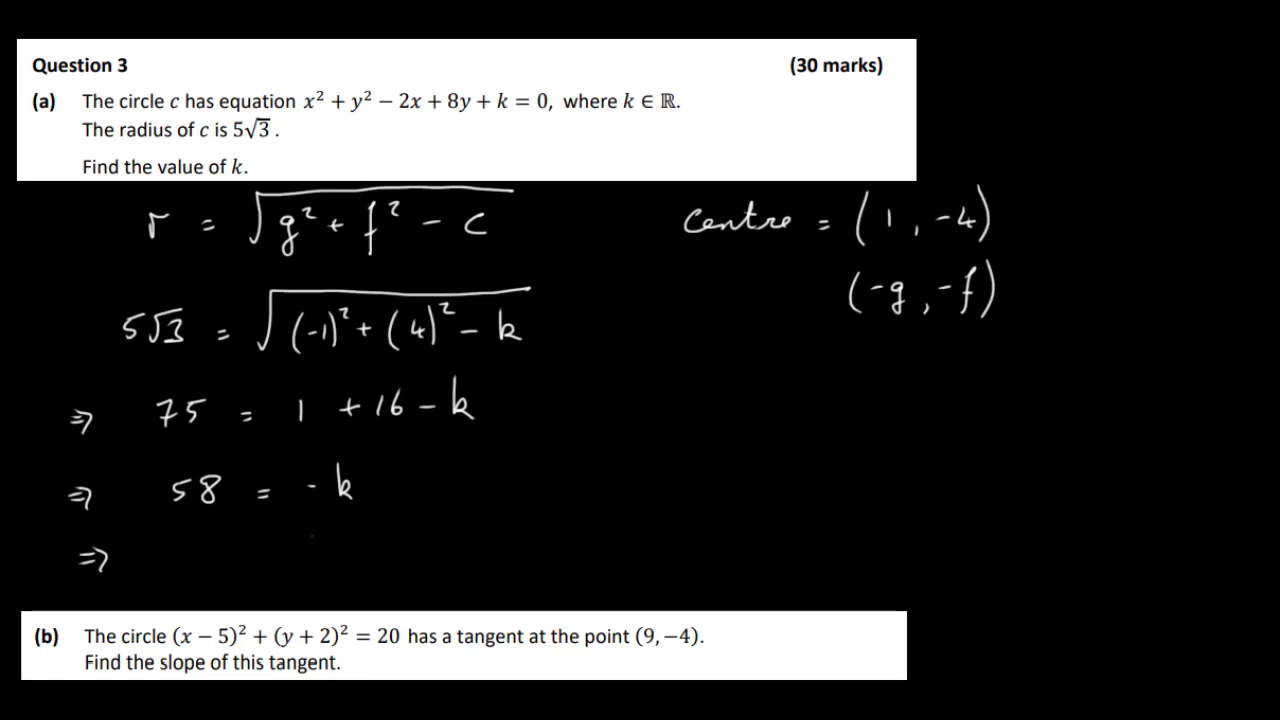 Question 3 (30 marks)
(a) The circle c has equation x² + y² − 2x + 8y + k = 0, where k ∈ ℝ.
The radius of c is 5√3 .
Find the value of k.
r = √(g² + f² − c) Centre = (1, −4)
(−g, −f)
5√3 = √((−1)² + (4)² − k)
⇒ 75 = 1 + 16 − k
⇒ 58 = − k
⇒
(b) The circle (x − 5)² + (y + 2)² = 20 has a tangent at the point (9, −4).
Find the slope of this tangent.